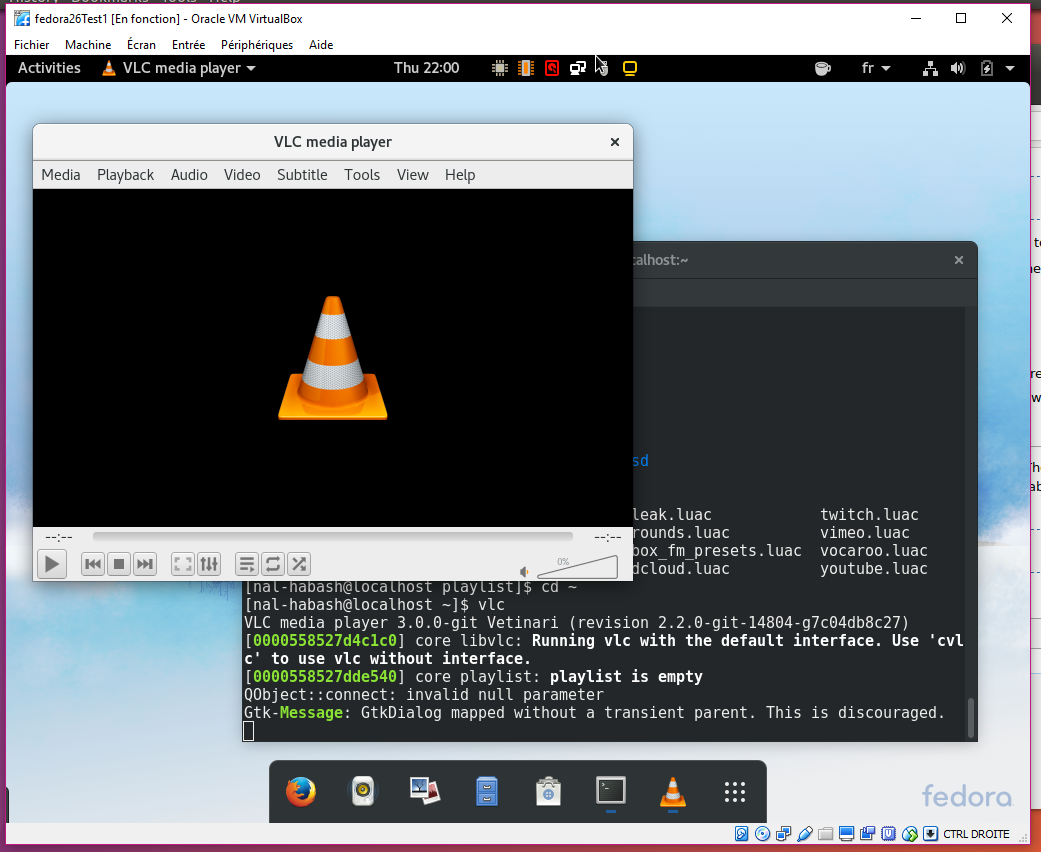 fedora26Test1 [En fonction] - Oracle VM VirtualBox
Fichier Machine Écran Entrée Périphériques Aide
Activities VLC media player Thu 22:00 fr
VLC media player
Media Playback Audio Video Subtitle Tools View Help
calhost:~
sd
leak.luac twitch.luac
rounds.luac vimeo.luac
box_fm_presets.luac vocaroo.luac
dcloud.luac youtube.luac
--:-- --:--
0%
[nal-habash@localhost playlist]$ cd ~
[nal-habash@localhost ~]$ vlc
VLC media player 3.0.0-git Vetinari (revision 2.2.0-git-14804-g7c04db8c27)
[0000558527d4c1c0] core libvlc: Running vlc with the default interface. Use 'cvl
c' to use vlc without interface.
[0000558527dde540] core playlist: playlist is empty
QObject::connect: invalid null parameter
Gtk-Message: GtkDialog mapped without a transient parent. This is discouraged.
fedora
CTRL DROITE